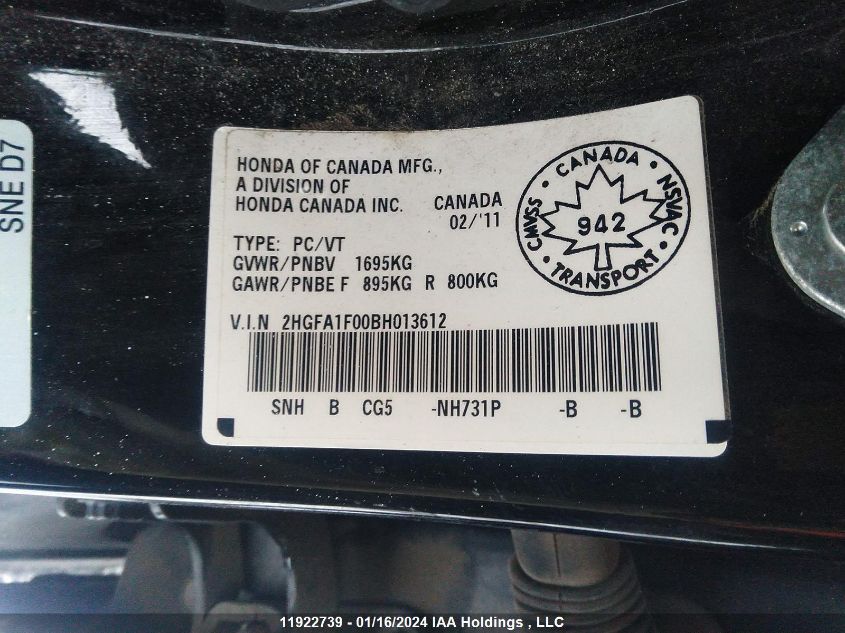 SNE D7
HONDA OF CANADA MFG.,
A DIVISION OF
HONDA CANADA INC.
CANADA
02/'11
TYPE: PC/VT
GVWR/PNBV 1695KG
GAWR/PNBE F 895KG R 800KG
CMVSS • CANADA • NSVAC • TRANSPORT •
942
V.I.N 2HGFA1F00BH013612
SNH B CG5 -NH731P -B -B
11922739 - 01/16/2024 IAA Holdings , LLC